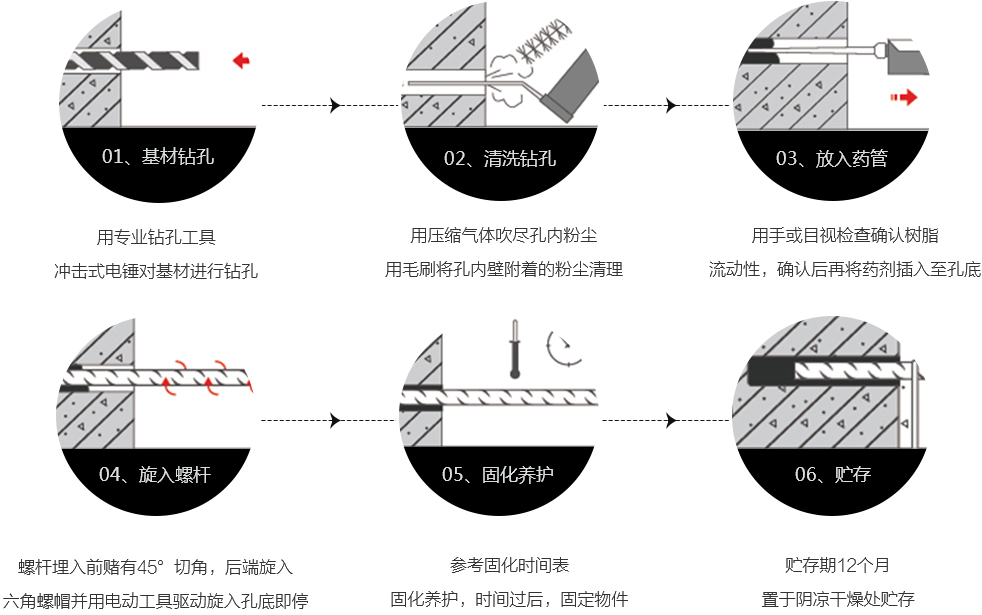 01、基材钻孔
用专业钻孔工具
冲击式电锤对基材进行钻孔
02、清洗钻孔
用压缩气体吹尽孔内粉尘
用毛刷将孔内壁附着的粉尘清理
03、放入药管
用手或目视检查确认树脂
流动性，确认后再将药剂插入至孔底
04、旋入螺杆
螺杆埋入前赌有45°切角，后端旋入
六角螺帽并用电动工具驱动旋入孔底即停
05、固化养护
参考固化时间表
固化养护，时间过后，固定物件
06、贮存
贮存期12个月
置于阴凉干燥处贮存